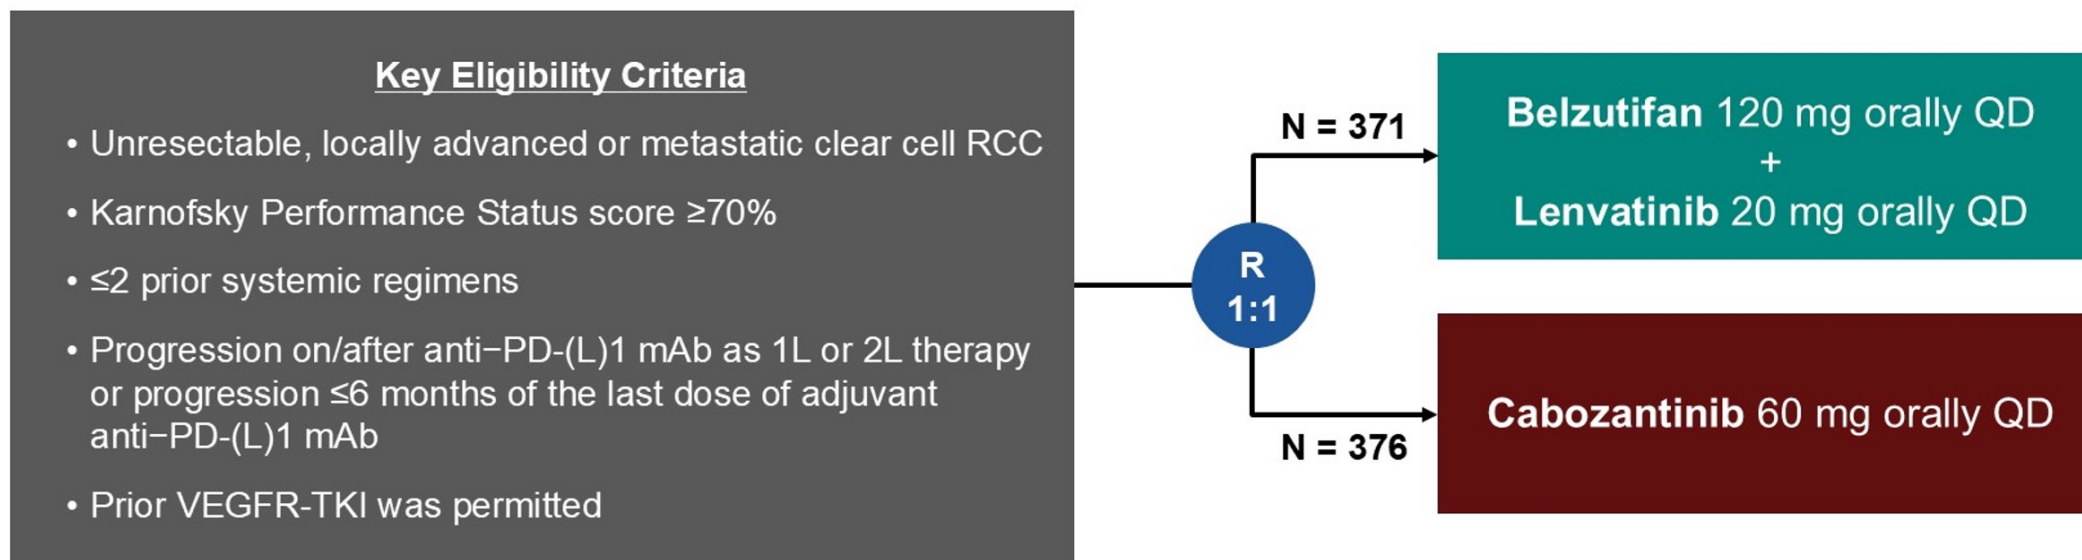 Key Eligibility Criteria
• Unresectable, locally advanced or metastatic clear cell RCC
• Karnofsky Performance Status score ≥70%
• ≤2 prior systemic regimens
• Progression on/after anti−PD-(L)1 mAb as 1L or 2L therapy
or progression ≤6 months of the last dose of adjuvant
anti−PD-(L)1 mAb
• Prior VEGFR-TKI was permitted
R
1:1
N = 371
Belzutifan 120 mg orally QD
+
Lenvatinib 20 mg orally QD
N = 376
Cabozantinib 60 mg orally QD